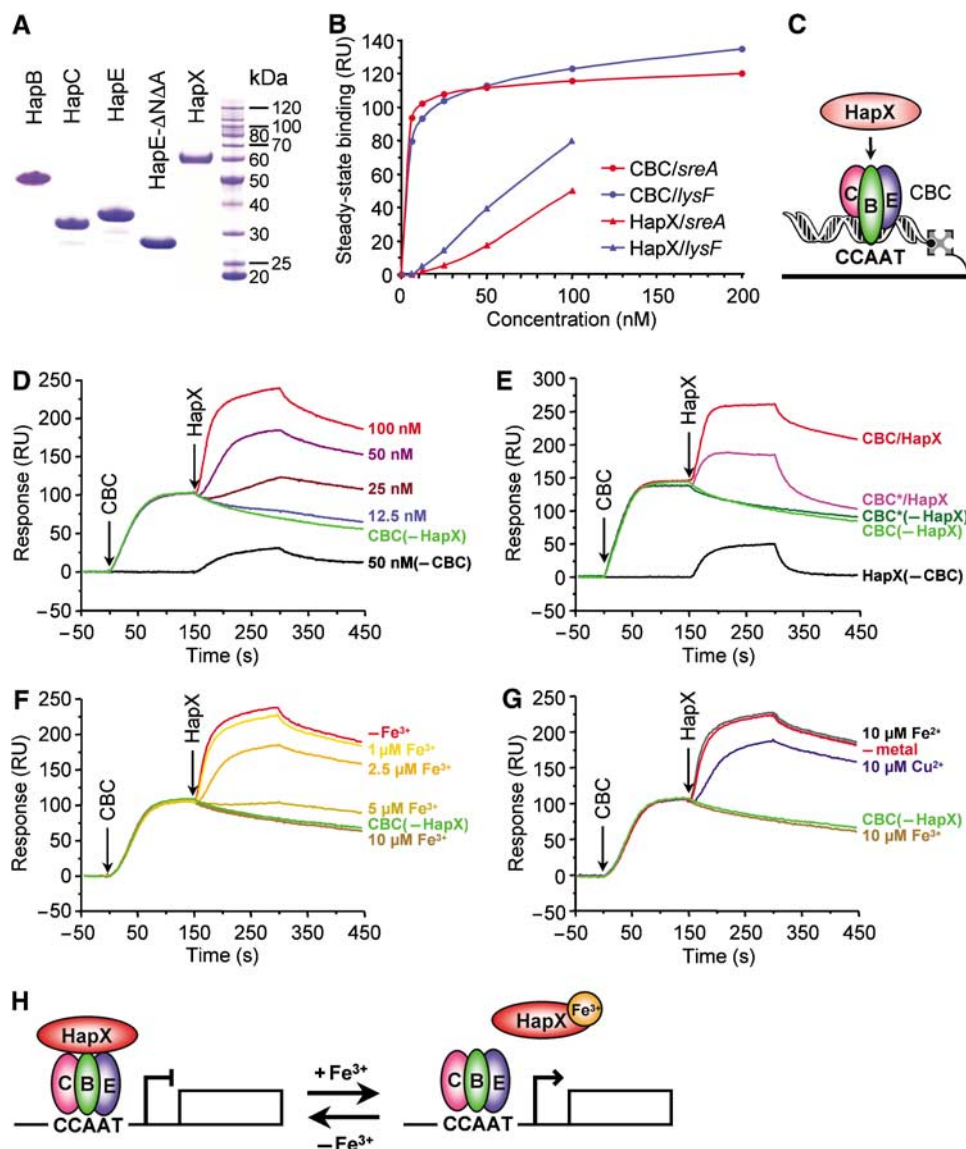 A
HapB
HapC
HapE
HapE-ΔNΔA
HapX
kDa
120
100
80
70
60
50
40
30
25
20
B
Steady-state binding (RU)
140
120
100
80
60
40
20
0
0 50 100 150 200
Concentration (nM)
CBC/sreA
CBC/lysF
HapX/sreA
HapX/lysF
C
HapX
C B E CBC
CCAAT
D
Response (RU)
250
200
150
100
50
0
−50
−50 50 150 250 350 450
Time (s)
CBC
HapX
100 nM
50 nM
25 nM
12.5 nM
CBC(−HapX)
50 nM(−CBC)
E
Response (RU)
300
250
200
150
100
50
0
−50
−50 50 150 250 350 450
Time (s)
CBC
HapX
CBC/HapX
CBC*/HapX
CBC*(−HapX)
CBC(−HapX)
HapX(−CBC)
F
Response (RU)
250
200
150
100
50
0
−50
−50 50 150 250 350 450
Time (s)
CBC
HapX
−Fe³⁺
1 µM Fe³⁺
2.5 µM Fe³⁺
5 µM Fe³⁺
CBC(−HapX)
10 µM Fe³⁺
G
Response (RU)
250
200
150
100
50
0
−50
−50 50 150 250 350 450
Time (s)
CBC
HapX
10 µM Fe²⁺
−metal
10 µM Cu²⁺
CBC(−HapX)
10 µM Fe³⁺
H
HapX
C B E
CCAAT
+ Fe³⁺
− Fe³⁺
HapX Fe³⁺
C B E
CCAAT